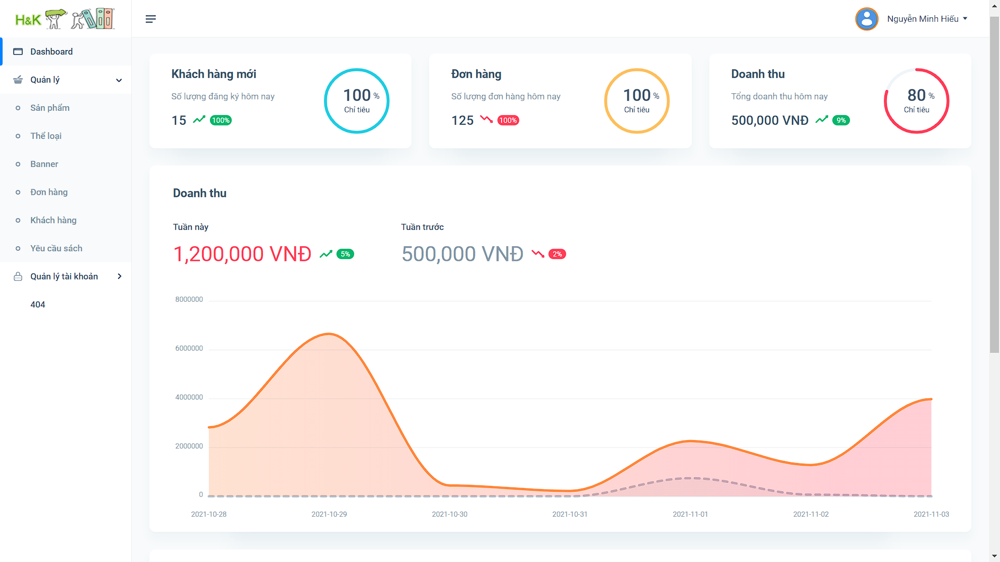 H&K
Nguyễn Minh Hiếu
Dashboard
Quản lý
Sản phẩm
Thể loại
Banner
Đơn hàng
Khách hàng
Yêu cầu sách
Quản lý tài khoản
404
Khách hàng mới
Số lượng đăng ký hôm nay
15 100%
100 %
Chỉ tiêu
Đơn hàng
Số lượng đơn hàng hôm nay
125 100%
100 %
Chỉ tiêu
Doanh thu
Tổng doanh thu hôm nay
500,000 VNĐ 9%
80 %
Chỉ tiêu
Doanh thu
Tuần này
1,200,000 VNĐ 5%
Tuần trước
500,000 VNĐ 2%
8000000
6000000
4000000
2000000
0
2021-10-28 2021-10-29 2021-10-30 2021-10-31 2021-11-01 2021-11-02 2021-11-03